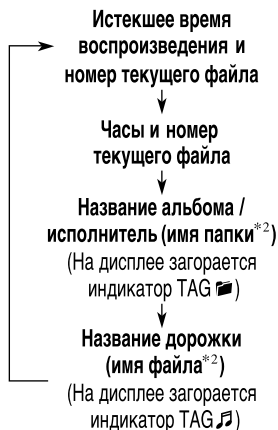 Истекшее время
воспроизведения и
номер текущего файла
Часы и номер
текущего файла
Название альбома /
исполнитель (имя папки*2)
(На дисплее загорается
индикатор TAG)
Название дорожки
(имя файла*2)
(На дисплее загорается
индикатор TAG)